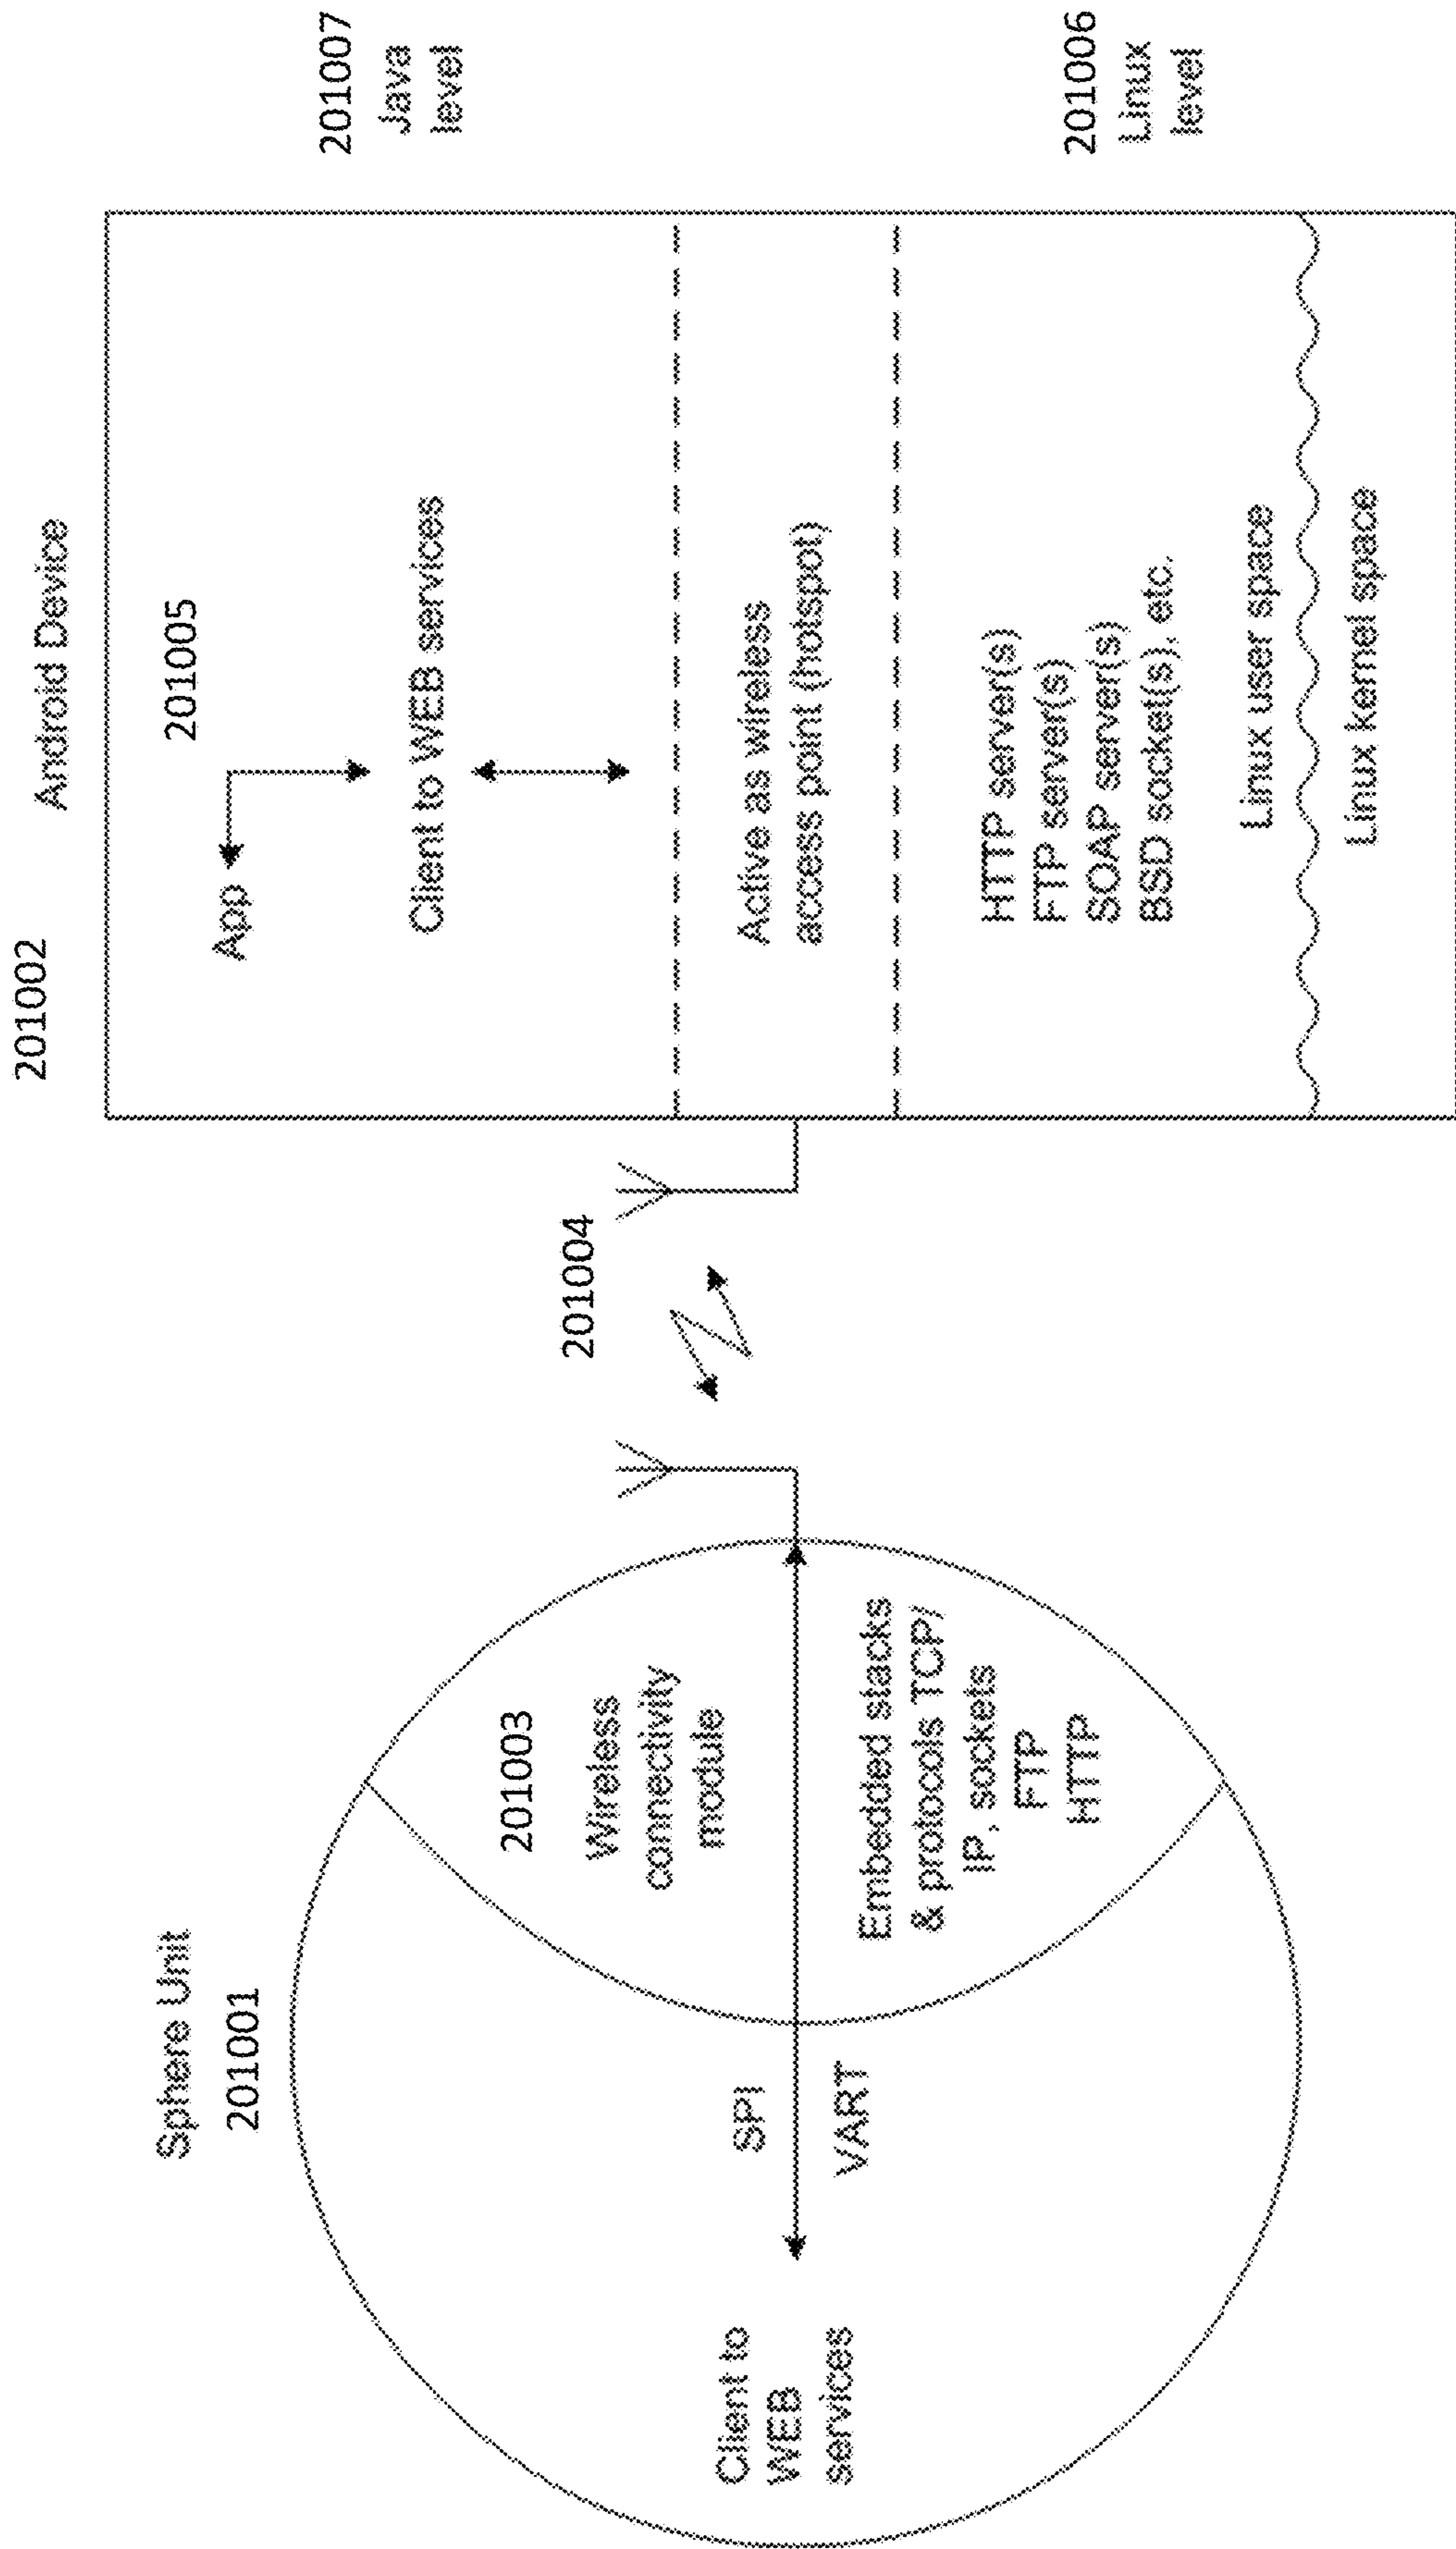 Sphere Unit
201001
Client to
WEB
services
SPI
VART
201003
Wireless
connectivity
module
Embedded stacks
& protocols TCP/
IP, sockets
FTP
HTTP
201004
201002
Android Device
201005
App
Client to WEB services
Active as wireless
access point (hotspot)
HTTP server(s)
FTP server(s)
SOAP server(s)
BSD socket(s), etc.
Linux user space
Linux kernel space
201007
Java
level
201006
Linux
level